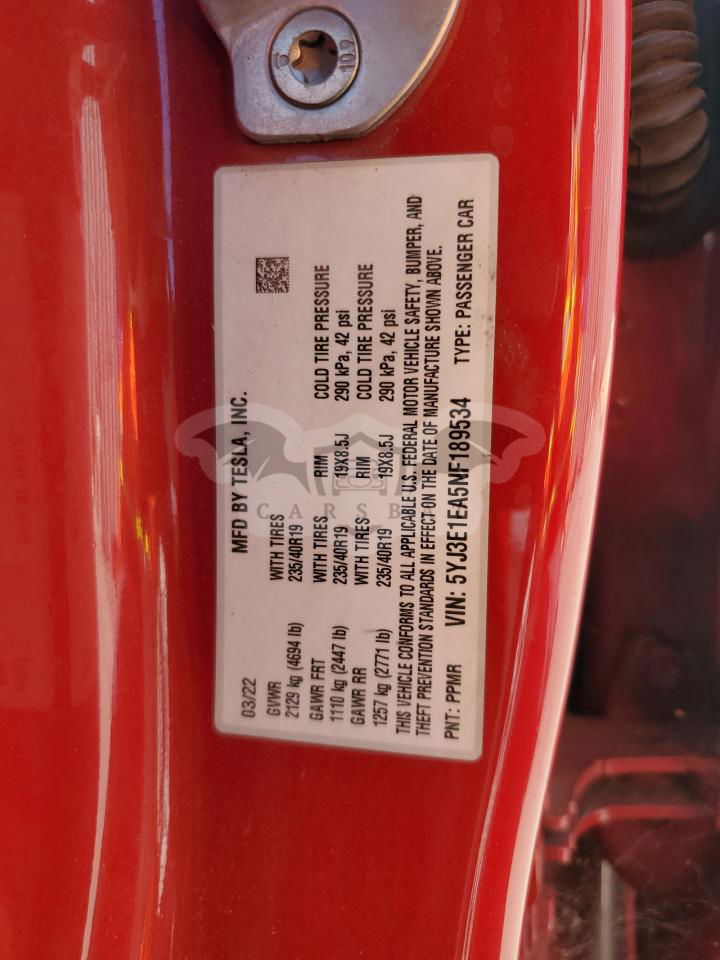 10.9
03/22 MFD BY TESLA, INC.
GVWR WITH TIRES
2129 kg (4694 lb) 235/40R19
GAWR FRT WITH TIRES RIM COLD TIRE PRESSURE
1110 kg (2447 lb) 235/40R19 19X8.5J 290 kPa, 42 psi
GAWR RR WITH TIRES RIM COLD TIRE PRESSURE
1257 kg (2771 lb) 235/40R19 19X8.5J 290 kPa, 42 psi
THIS VEHICLE CONFORMS TO ALL APPLICABLE U.S. FEDERAL MOTOR VEHICLE SAFETY, BUMPER, AND
THEFT PREVENTION STANDARDS IN EFFECT ON THE DATE OF MANUFACTURE SHOWN ABOVE.
PNT: PPMR VIN: 5YJ3E1EA5NF189534 TYPE: PASSENGER CAR